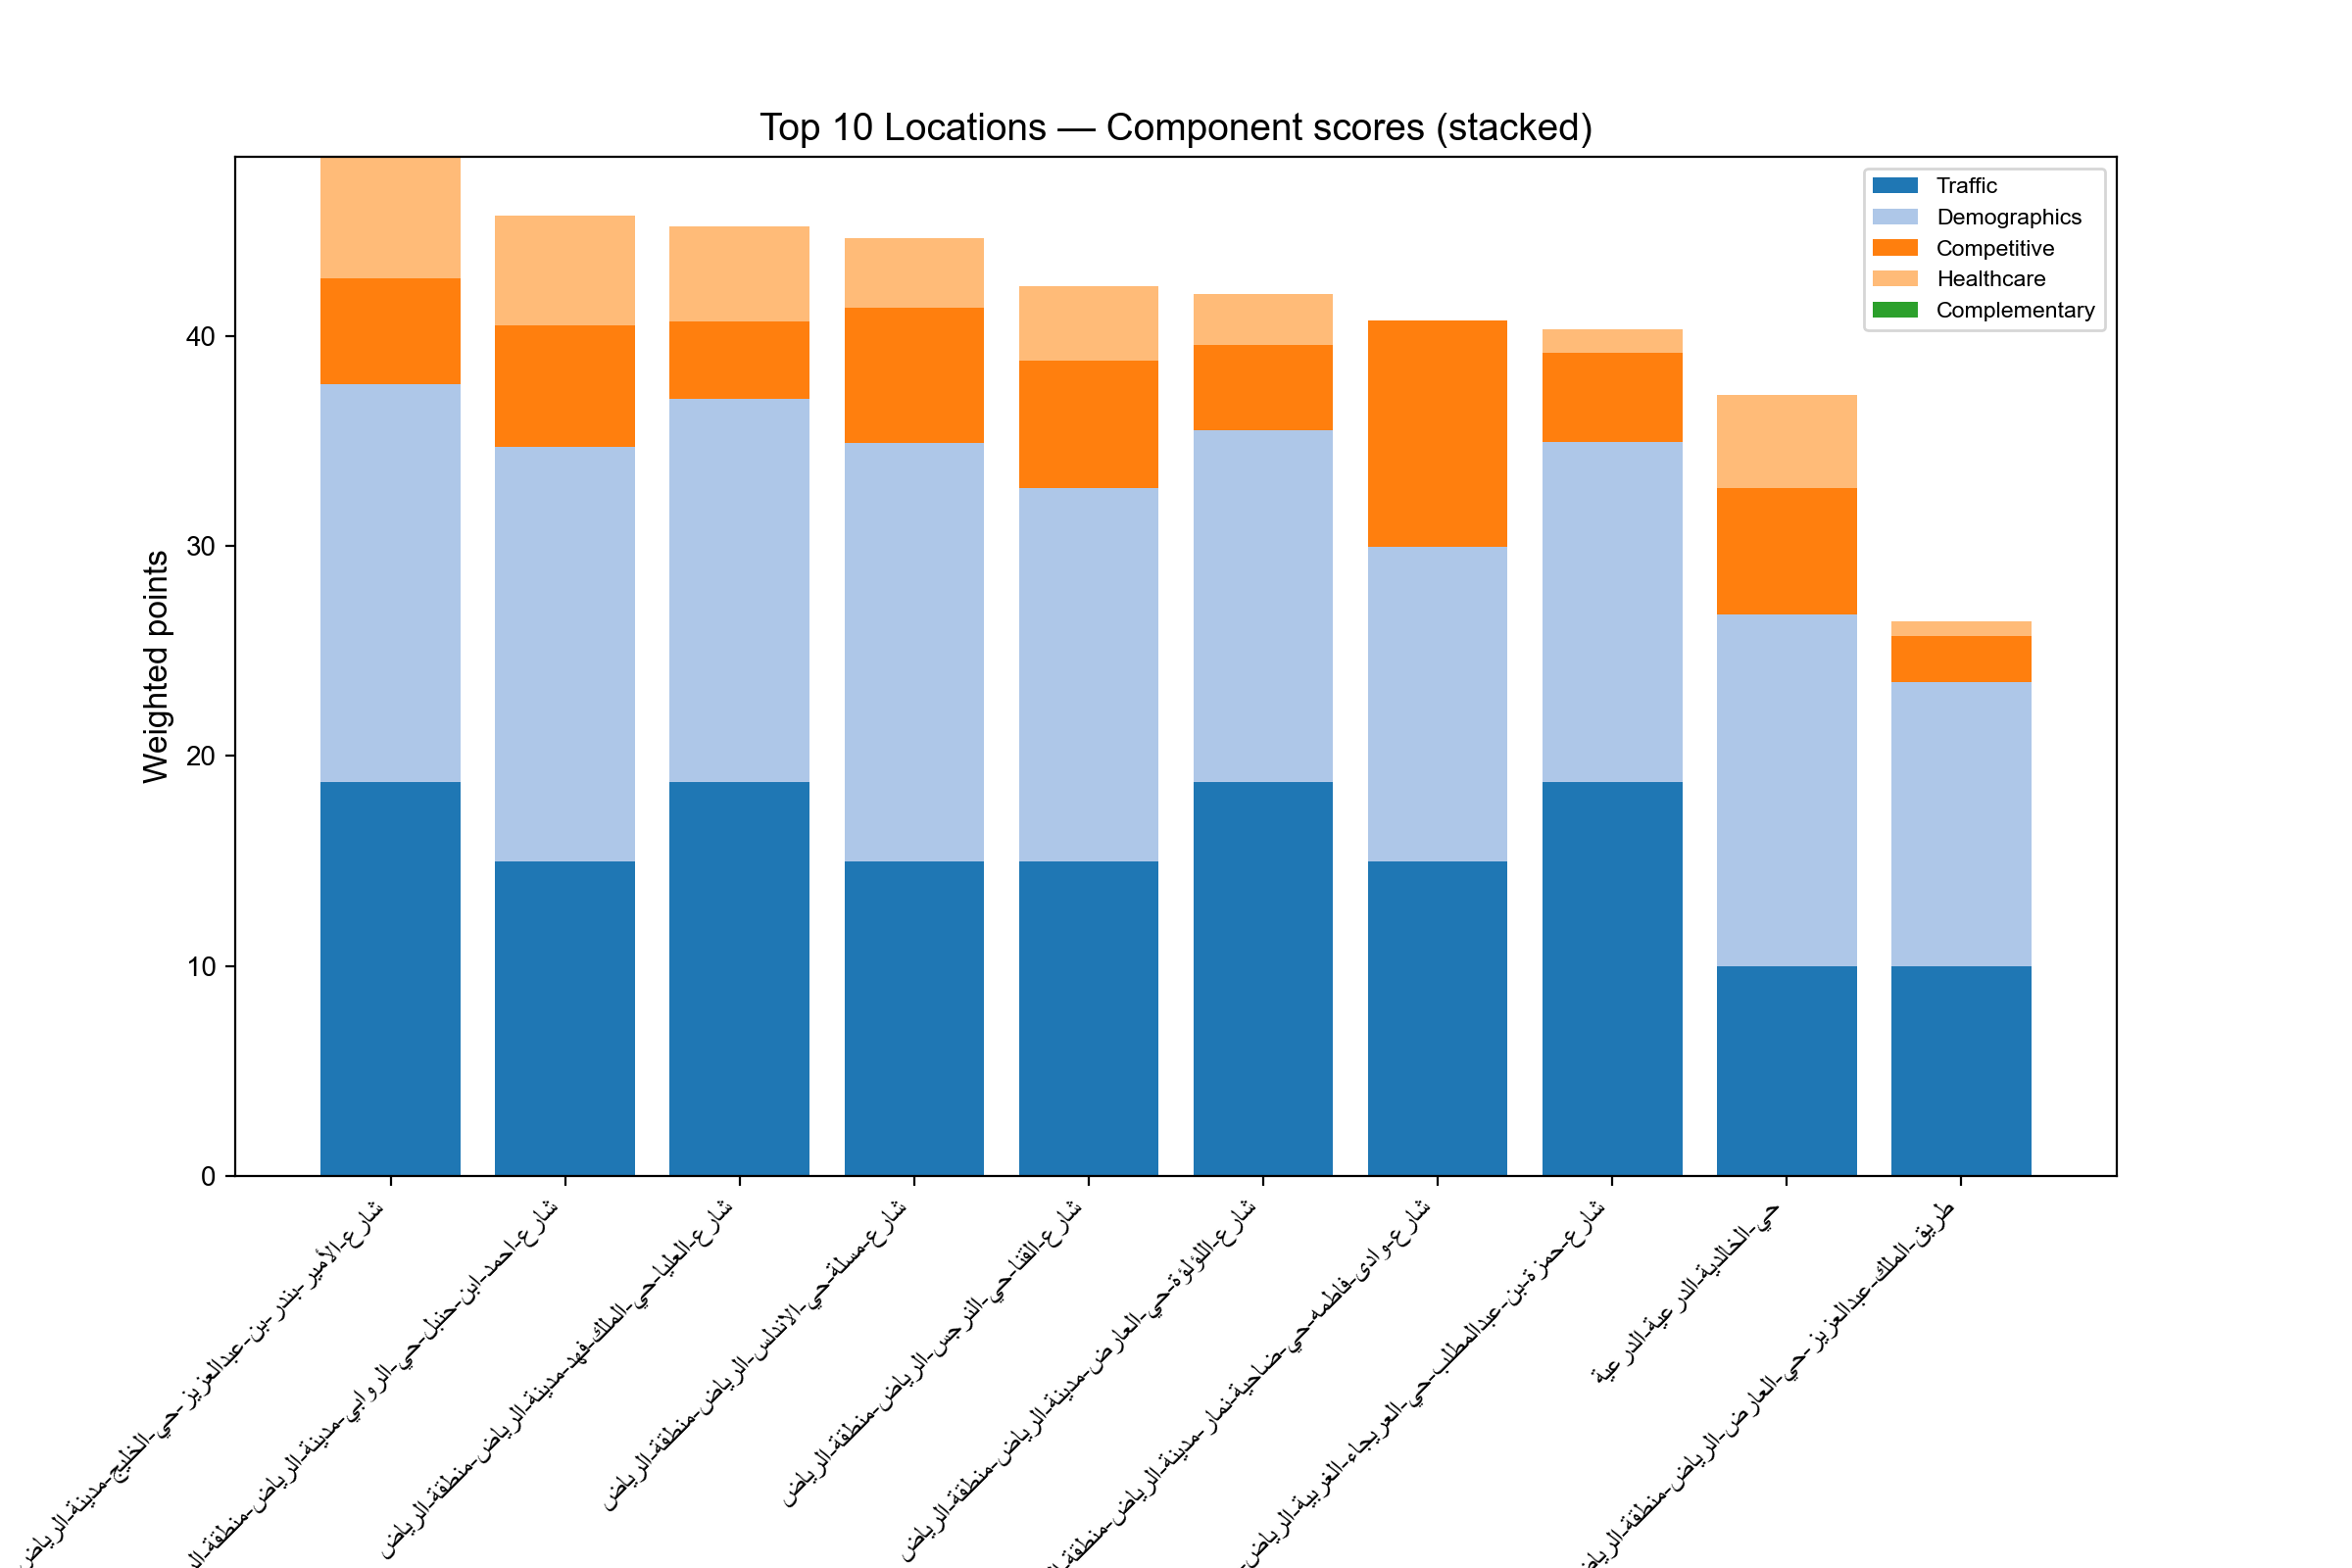 Top 10 Locations — Component scores (stacked)
Traffic
Demographics
Competitive
Healthcare
Complementary
Weighted points
40
30
20
10
0
شارع-الأمير-بندر-بن-عبدالعزيز-حي-الخليج-مدينة-الرياض
شارع-احمد-ابن-حنبل-حي-الروابي-مدينة-الرياض-منطقة
شارع-العليا-حي-الملك-فهد-مدينة-الرياض-منطقة-الرياض
شارع-مسلة-حي-الاندلس-الرياض-منطقة-الرياض
شارع-القنا-حي-النرجس-الرياض-منطقة-الرياض
شارع-اللؤلؤة-حي-العارض-مدينة-الرياض-منطقة-الرياض
شارع-وادى-فاطمه-حي-ضاحية-نمار-مدينة-الرياض-منطقة
شارع-حمزة-بن-عبدالمطلب-حي-العريجاء-الغربية-الرياض
حي-الخالدية-الدرعية-الدرعية
طريق-الملك-عبدالعزيز-حي-العارض-الرياض-منطقة-الرياض